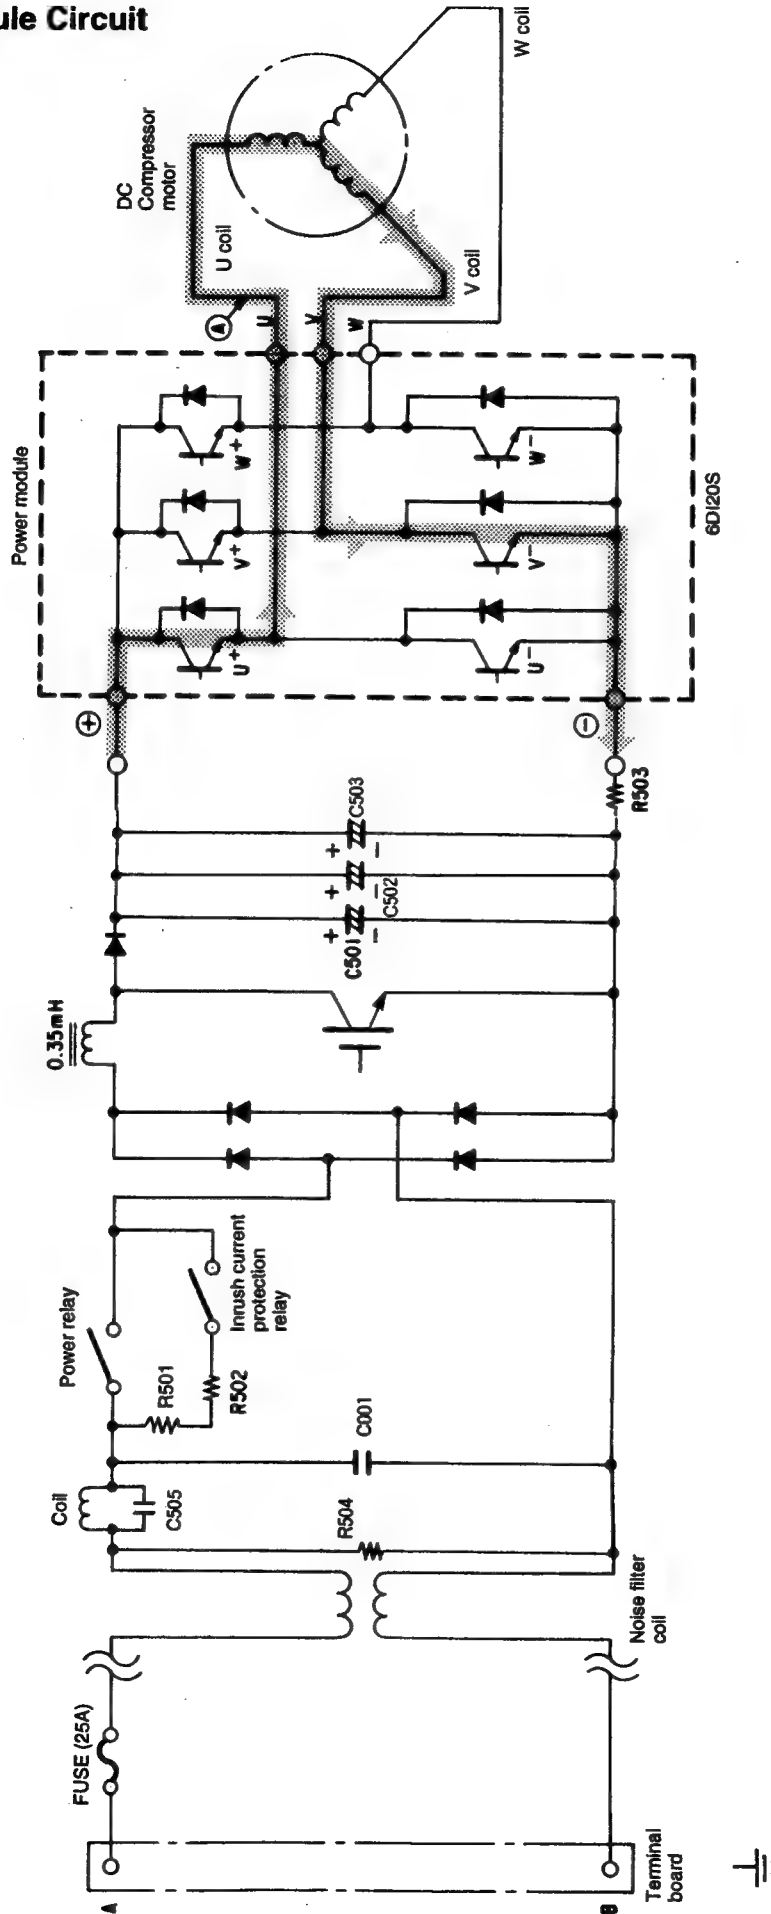 ule Circuit
W coil
DC
Compressor
motor
U coil
V coil
A
U
V
W
Power module
W+
V+
U+
W−
V−
U−
6DI20S
+
−
R503
+
C503
−
+
C502
−
+
C501
−
0.35mH
Power relay
Inrush current
protection
relay
R501
R502
C001
Coil
C505
R504
Noise filter
coil
FUSE (25A)
Terminal
board
A
B